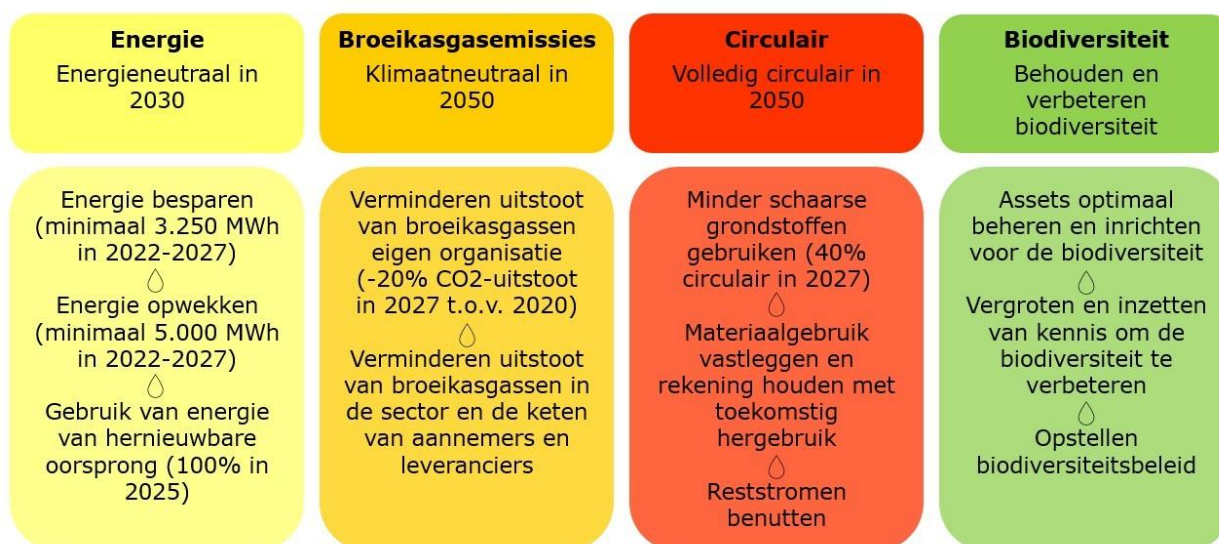 Energie
Energieneutraal in
2030
Energie besparen
(minimaal 3.250 MWh
in 2022-2027)
Energie opwekken
(minimaal 5.000 MWh
in 2022-2027)
Gebruik van energie
van hernieuwbare
oorsprong (100% in
2025)
Broeikasgasemissies
Klimaatneutraal in
2050
Verminderen uitstoot
van broeikasgassen
eigen organisatie
(-20% CO2-uitstoot
in 2027 t.o.v. 2020)
Verminderen uitstoot
van broeikasgassen in
de sector en de keten
van aannemers en
leveranciers
Circulair
Volledig circulair in
2050
Minder schaarse
grondstoffen
gebruiken (40%
circulair in 2027)
Materiaalgebruik
vastleggen en
rekening houden met
toekomstig
hergebruik
Reststromen
benutten
Biodiversiteit
Behouden en
verbeteren
biodiversiteit
Assets optimaal
beheren en inrichten
voor de biodiversiteit
Vergroten en inzetten
van kennis om de
biodiversiteit te
verbeteren
Opstellen
biodiversiteitsbeleid